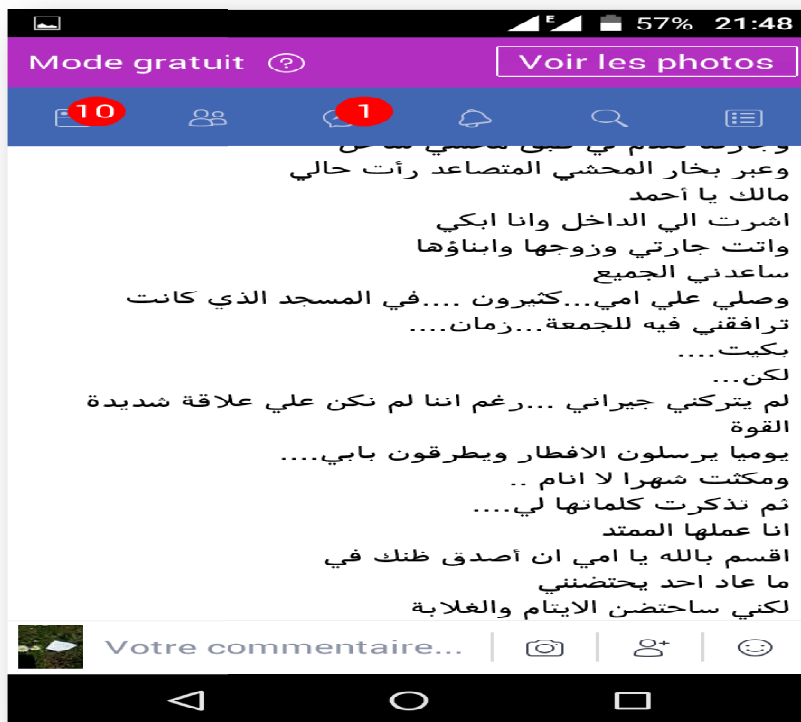 57% 21:48
Mode gratuit ? Voir les photos
10 1
وعبر بخار المحشي المتصاعد رأت حالي
مالك يا أحمد
اشرت الي الداخل وانا ابكي
واتت جارتي وزوجها وابناؤها
ساعدني الجميع
وصلي علي امي...كثيرون ....في المسجد الذي كانت
ترافقني فيه للجمعة...زمان....
بكيت....
لكن...
لم يتركني جيراني ...رغم اننا لم نكن علي علاقة شديدة
القوة
يوميا يرسلون الافطار ويطرقون بابي....
ومكثت شهرا لا انام ..
ثم تذكرت كلماتها لي....
انا عملها الممتد
اقسم بالله يا امي ان أصدق ظنك في
ما عاد احد يحتضنني
لكني ساحتضن الايتام والغلابة
Votre commentaire...